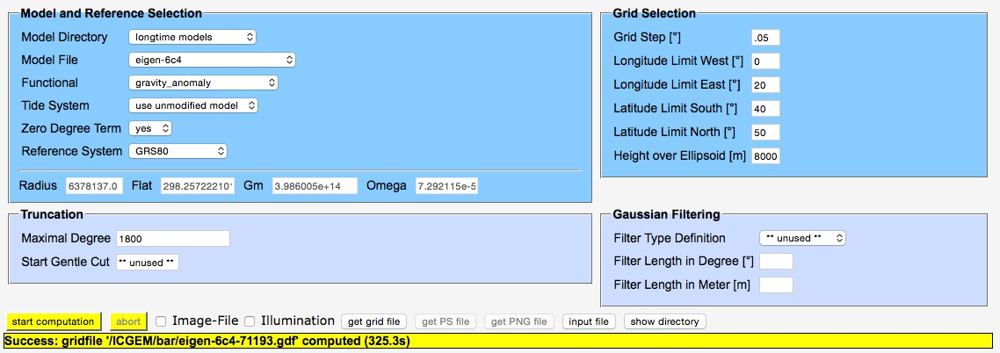 Model and Reference Selection
Model Directory longtime models
Model File eigen-6c4
Functional gravity_anomaly
Tide System use unmodified model
Zero Degree Term yes
Reference System GRS80
Radius 6378137.0 Flat 298.257222101 Gm 3.986005e+14 Omega 7.292115e-5
Grid Selection
Grid Step [°] .05
Longitude Limit West [°] 0
Longitude Limit East [°] 20
Latitude Limit South [°] 40
Latitude Limit North [°] 50
Height over Ellipsoid [m] 8000
Truncation
Maximal Degree 1800
Start Gentle Cut ** unused **
Gaussian Filtering
Filter Type Definition ** unused **
Filter Length in Degree [°]
Filter Length in Meter [m]
start computation abort Image-File Illumination get grid file get PS file get PNG file input file show directory
Success: gridfile '/ICGEM/bar/eigen-6c4-71193.gdf' computed (325.3s)